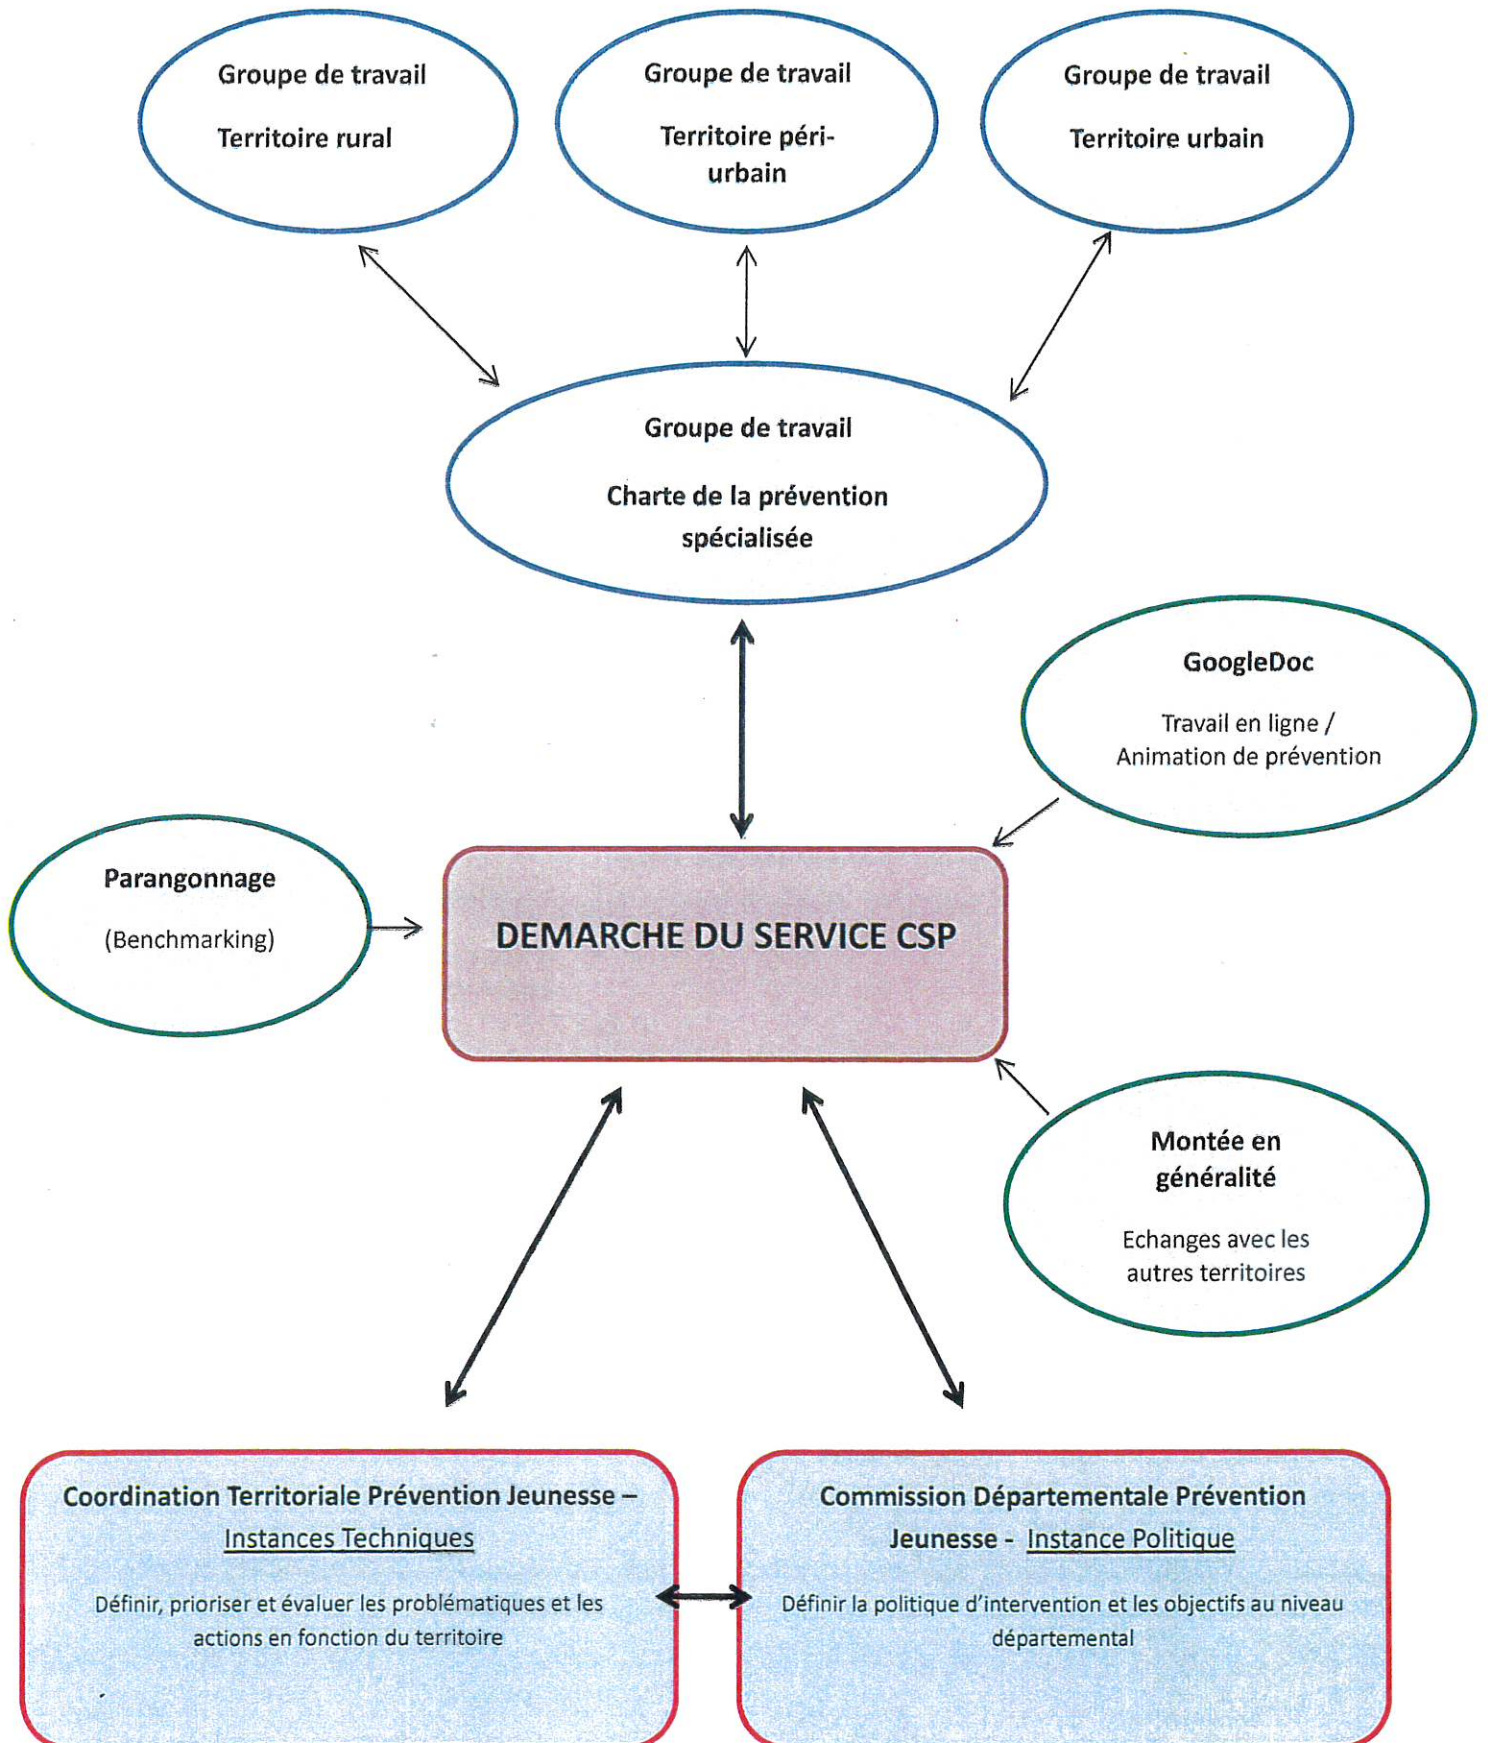 Groupe de travail
Territoire rural
Groupe de travail
Territoire péri-
urbain
Groupe de travail
Territoire urbain
Groupe de travail
Charte de la prévention
spécialisée
GoogleDoc
Travail en ligne /
Animation de prévention
Parangonnage
(Benchmarking)
DEMARCHE DU SERVICE CSP
Montée en
généralité
Echanges avec les
autres territoires
Coordination Territoriale Prévention Jeunesse –
Instances Techniques
Définir, prioriser et évaluer les problématiques et les
actions en fonction du territoire
Commission Départementale Prévention
Jeunesse - Instance Politique
Définir la politique d'intervention et les objectifs au niveau
départemental